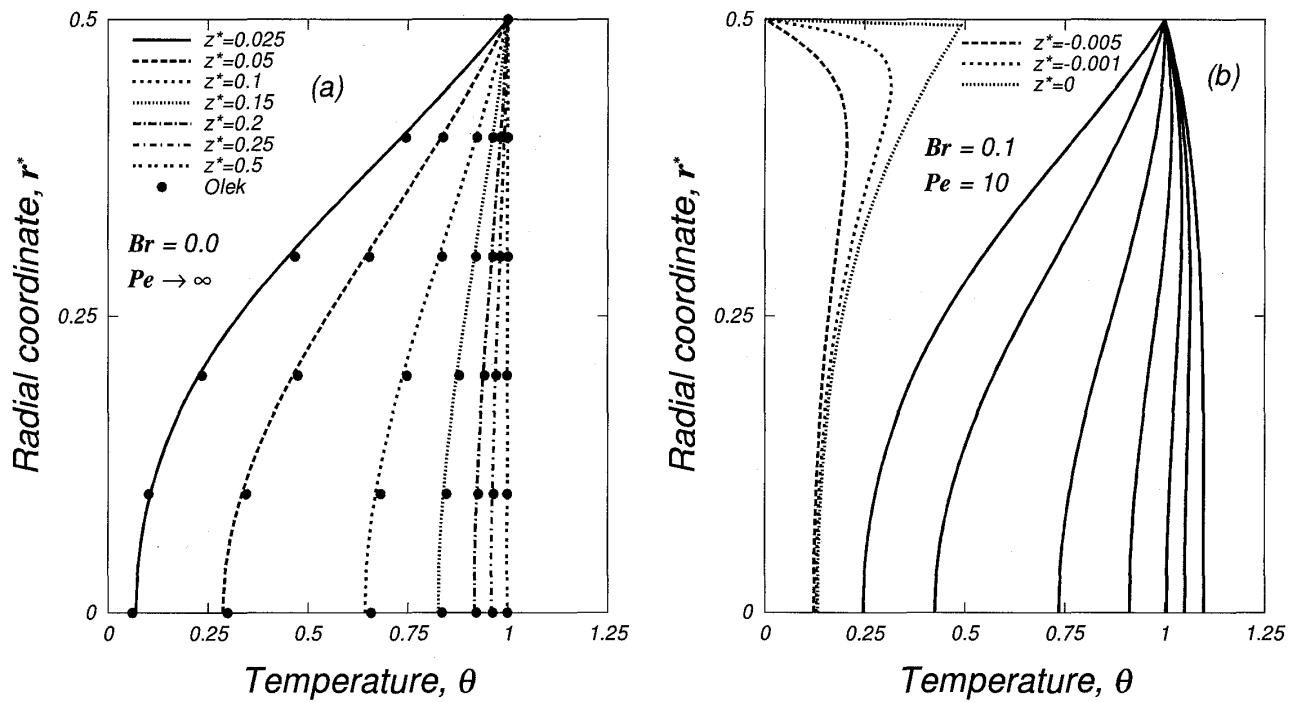 0.5
z*=0.025
z*=0.05
z*=0.1
z*=0.15
z*=0.2
z*=0.25
z*=0.5
Olek
(a)
Br = 0.0
Pe → ∞
0.25
0
0 0.25 0.5 0.75 1 1.25
Radial coordinate, r*
Temperature, θ
0.5
z*=-0.005
z*=-0.001
z*=0
(b)
Br = 0.1
Pe = 10
0.25
0
0 0.25 0.5 0.75 1 1.25
Radial coordinate, r*
Temperature, θ